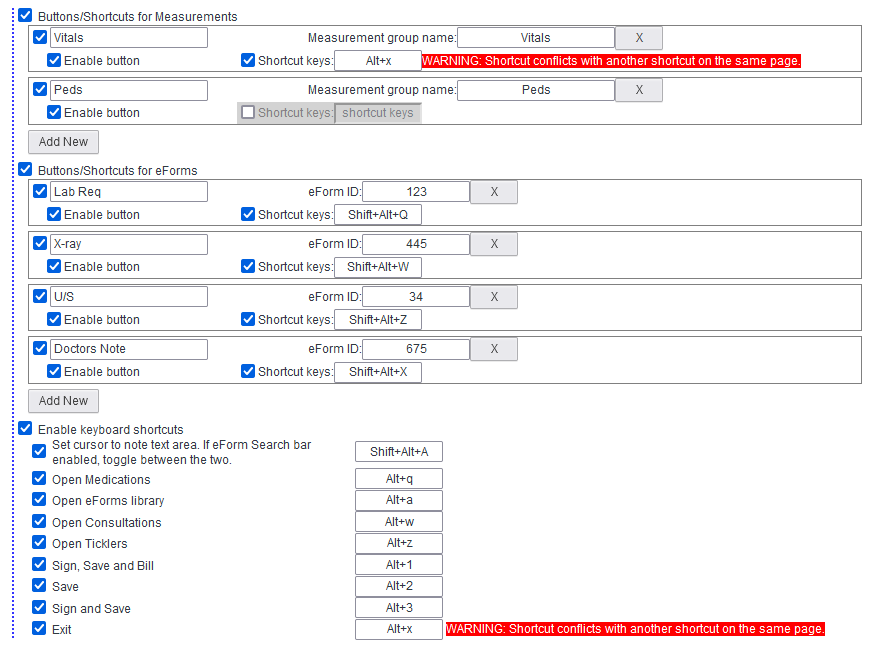 Buttons/Shortcuts for Measurements
Vitals Measurement group name: Vitals X
Enable button Shortcut keys: Alt+x WARNING: Shortcut conflicts with another shortcut on the same page.
Peds Measurement group name: Peds X
Enable button Shortcut keys: shortcut keys
Add New
Buttons/Shortcuts for eForms
Lab Req eForm ID: 123 X
Enable button Shortcut keys: Shift+Alt+Q
X-ray eForm ID: 445 X
Enable button Shortcut keys: Shift+Alt+W
U/S eForm ID: 34 X
Enable button Shortcut keys: Shift+Alt+Z
Doctors Note eForm ID: 675 X
Enable button Shortcut keys: Shift+Alt+X
Add New
Enable keyboard shortcuts
Set cursor to note text area. If eForm Search bar
enabled, toggle between the two. Shift+Alt+A
Open Medications Alt+q
Open eForms library Alt+a
Open Consultations Alt+w
Open Ticklers Alt+z
Sign, Save and Bill Alt+1
Save Alt+2
Sign and Save Alt+3
Exit Alt+x WARNING: Shortcut conflicts with another shortcut on the same page.